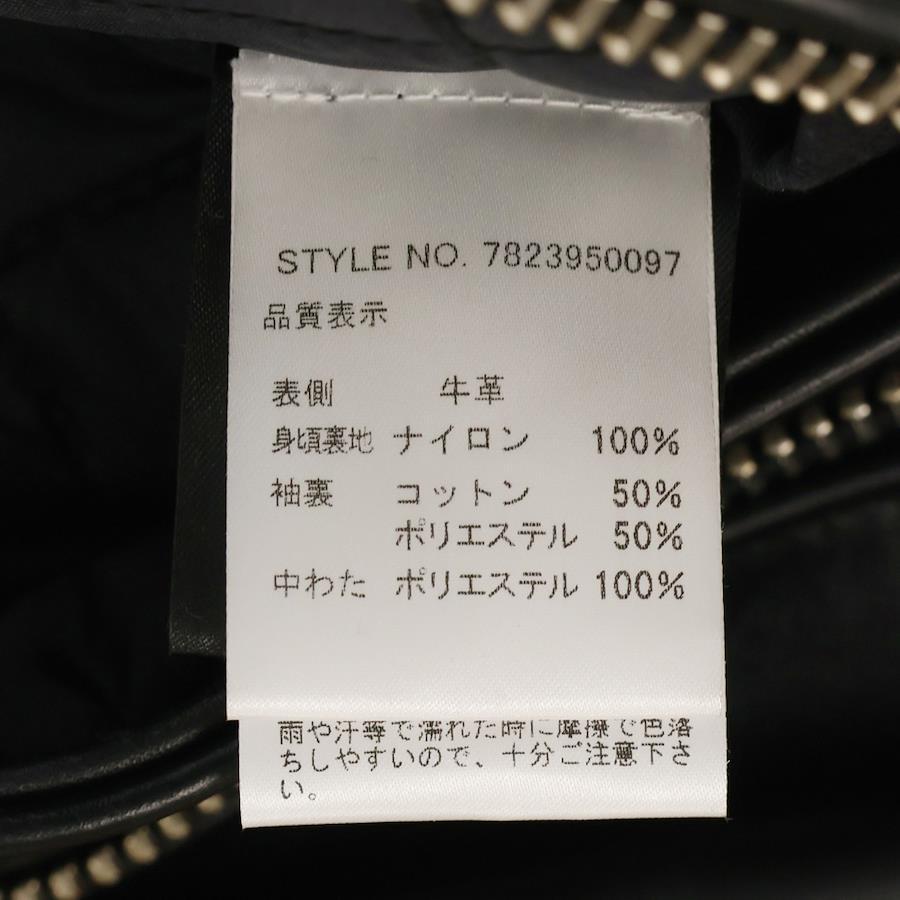 STYLE NO. 7823950097
品質表示
表側 牛革
身頃裏地 ナイロン 100%
袖裏 コットン 50%
ポリエステル 50%
中わた ポリエステル 100%
雨や汗等で濡れた時に摩擦で色落
ちしやすいので、十分ご注意下さ
い。